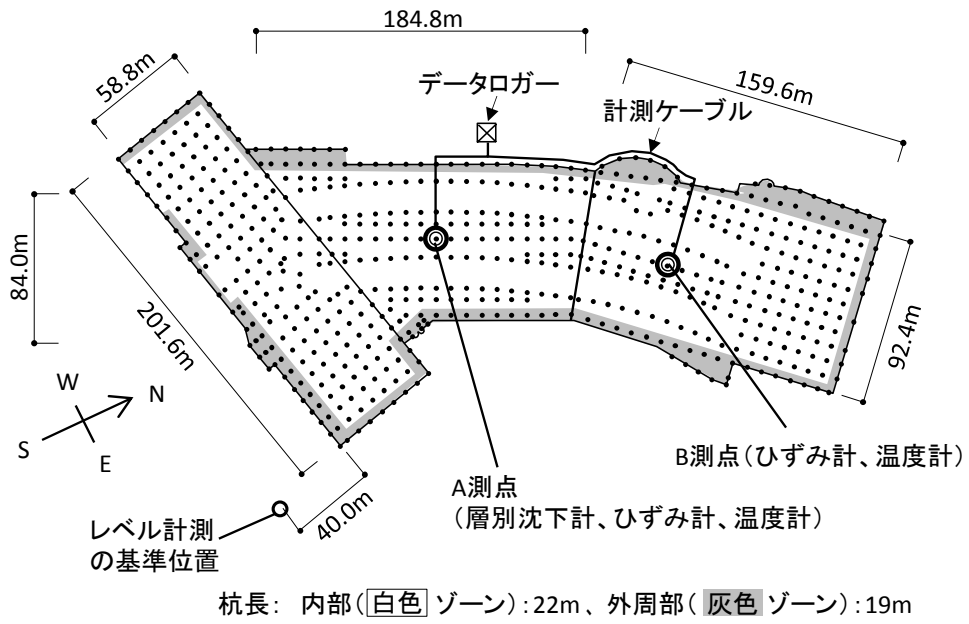 184.8m
58.8m
データロガー
計測ケーブル
159.6m
84.0m
201.6m
92.4m
W
N
S
E
40.0m
レベル計測
の基準位置
A測点
(層別沈下計、ひずみ計、温度計)
B測点(ひずみ計、温度計)
杭長: 内部(白色 ゾーン):22m 、 外周部( 灰色 ゾーン):19m